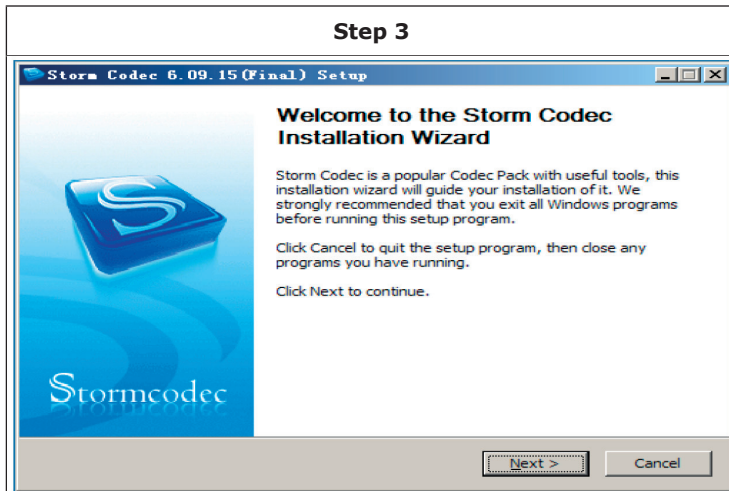 Step 3
Storm Codec 6.09.15(Final) Setup
Welcome to the Storm Codec
Installation Wizard
Storm Codec is a popular Codec Pack with useful tools, this
installation wizard will guide your installation of it. We
strongly recommended that you exit all Windows programs
before running this setup program.
Click Cancel to quit the setup program, then close any
programs you have running.
Click Next to continue.
Stormcodec
Next >
Cancel